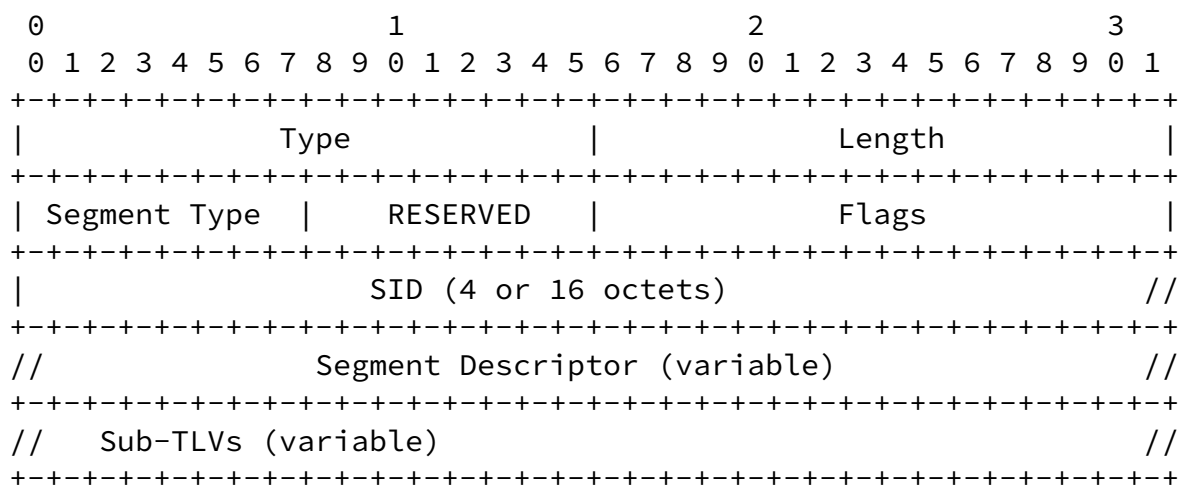 0                   1                   2                   3
 0 1 2 3 4 5 6 7 8 9 0 1 2 3 4 5 6 7 8 9 0 1 2 3 4 5 6 7 8 9 0 1
+-+-+-+-+-+-+-+-+-+-+-+-+-+-+-+-+-+-+-+-+-+-+-+-+-+-+-+-+-+-+-+-+
|              Type             |             Length            |
+-+-+-+-+-+-+-+-+-+-+-+-+-+-+-+-+-+-+-+-+-+-+-+-+-+-+-+-+-+-+-+-+
| Segment Type  |    RESERVED   |             Flags             |
+-+-+-+-+-+-+-+-+-+-+-+-+-+-+-+-+-+-+-+-+-+-+-+-+-+-+-+-+-+-+-+-+
|                   SID (4 or 16 octets)                       //
+-+-+-+-+-+-+-+-+-+-+-+-+-+-+-+-+-+-+-+-+-+-+-+-+-+-+-+-+-+-+-+-+
//               Segment Descriptor (variable)                 //
+-+-+-+-+-+-+-+-+-+-+-+-+-+-+-+-+-+-+-+-+-+-+-+-+-+-+-+-+-+-+-+-+
//   Sub-TLVs (variable)                                       //
+-+-+-+-+-+-+-+-+-+-+-+-+-+-+-+-+-+-+-+-+-+-+-+-+-+-+-+-+-+-+-+-+